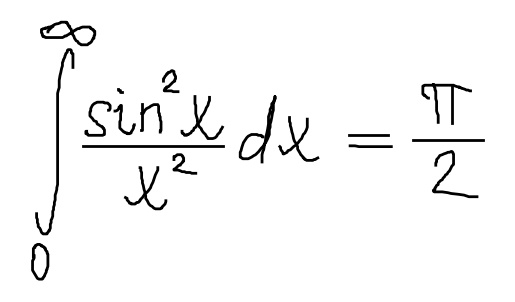 ∫₀^∞ sin²x/x² dx = π/2